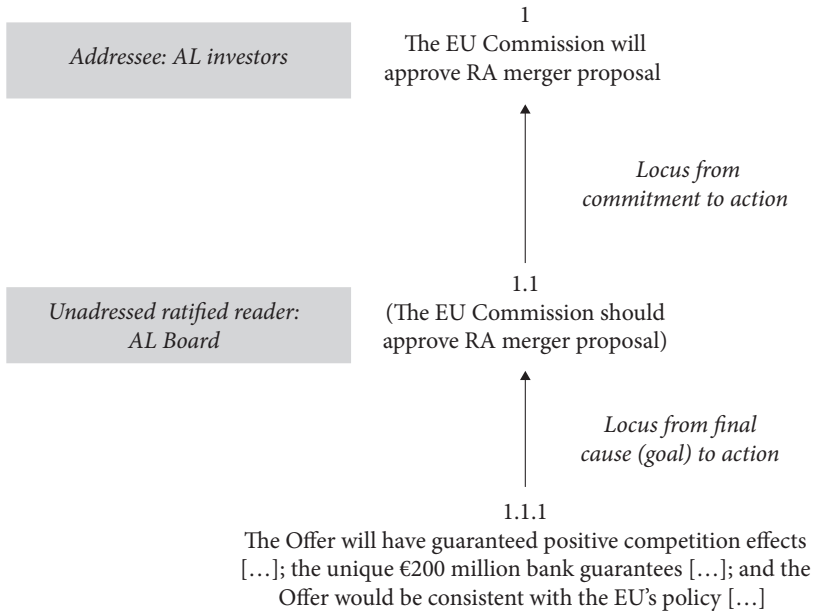 1
Addressee: AL investors
The EU Commission will
approve RA merger proposal
Locus from
commitment to action
1.1
Unadressed ratified reader:
AL Board
(The EU Commission should
approve RA merger proposal)
Locus from final
cause (goal) to action
1.1.1
The Offer will have guaranteed positive competition effects
[…]; the unique €200 million bank guarantees […]; and the
Offer would be consistent with the EU’s policy […]